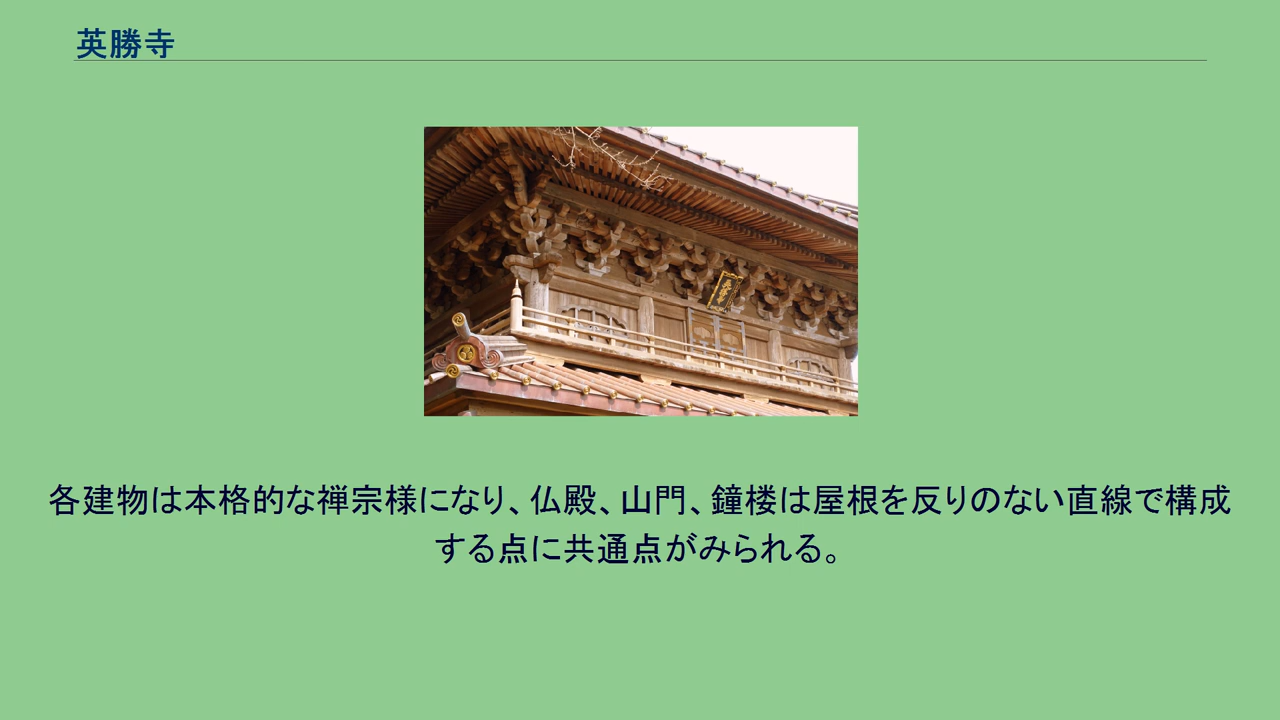 英勝寺
各建物は本格的な禅宗様になり、仏殿、山門、鐘楼は屋根を反りのない直線で構成
する点に共通点がみられる。